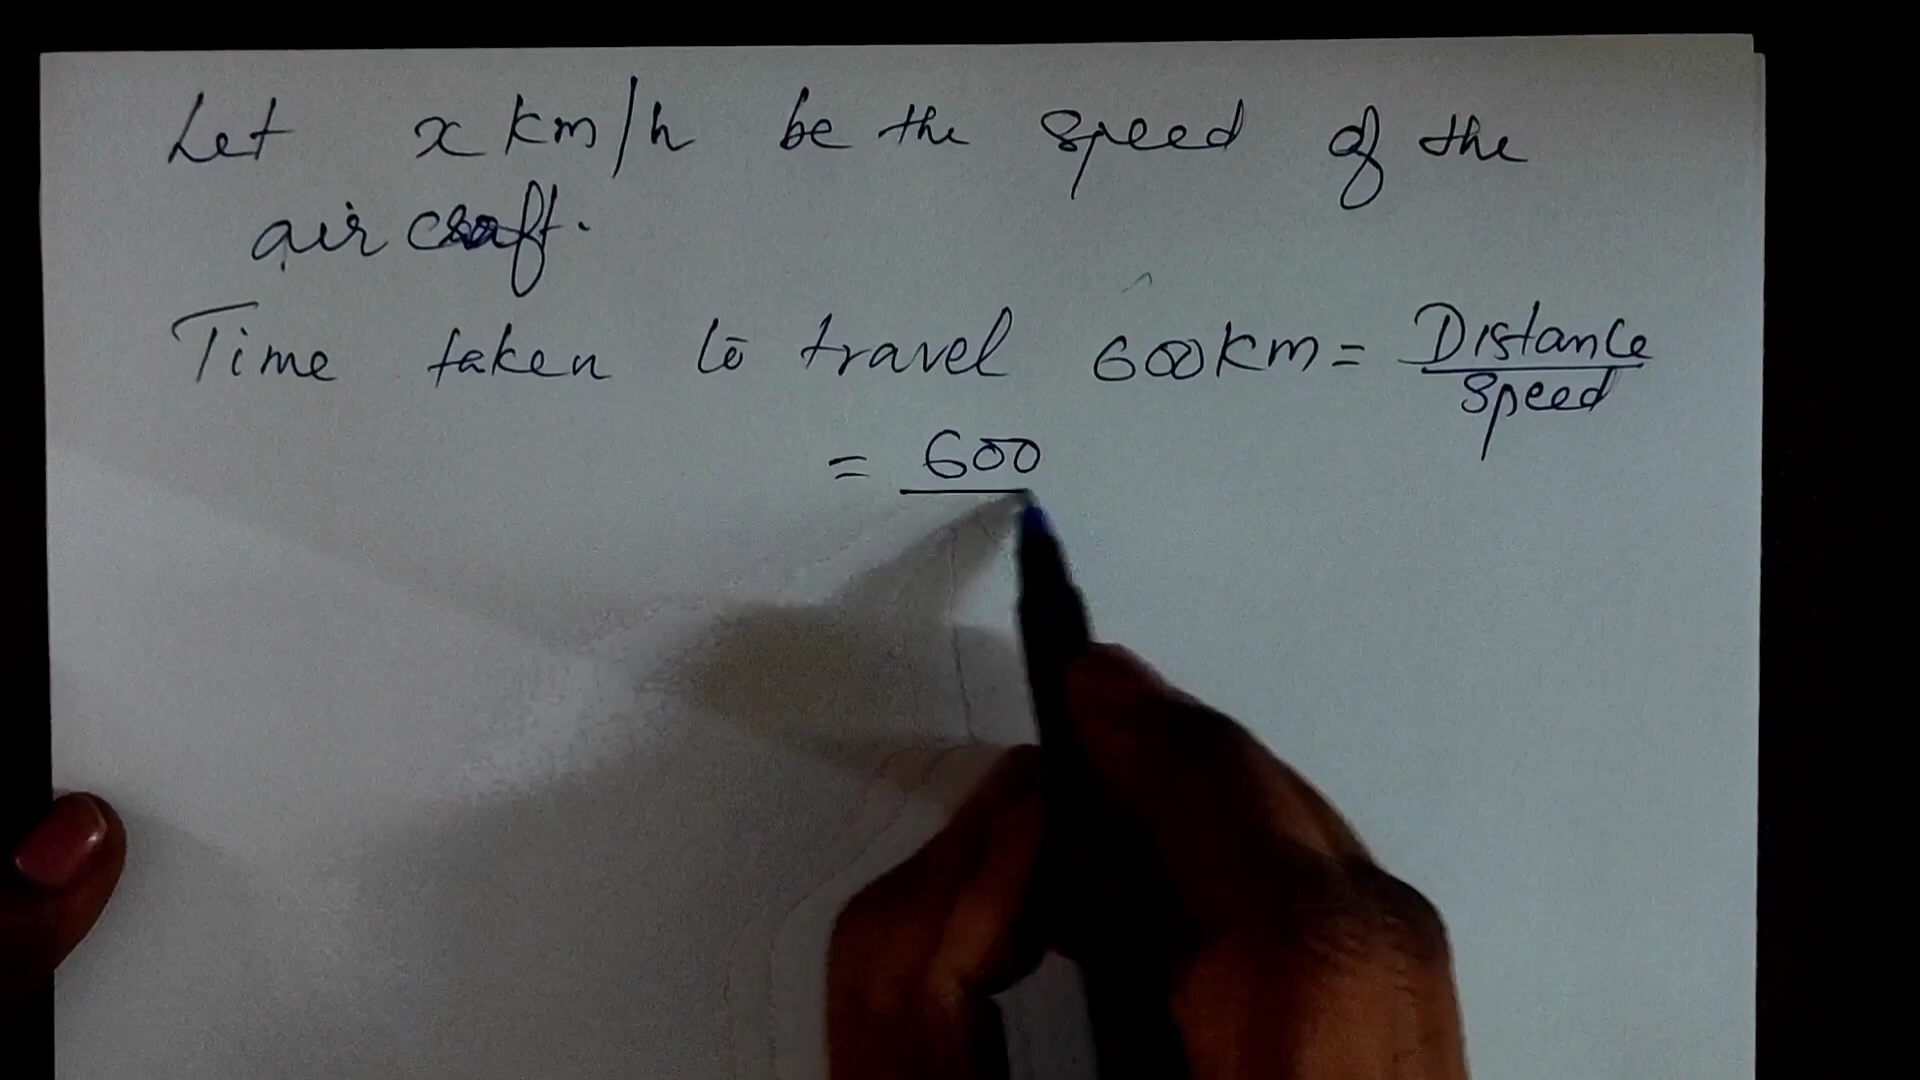 Let x km/h be the speed of the
air craft.
Time taken to travel 600km = Distance/Speed
= 600